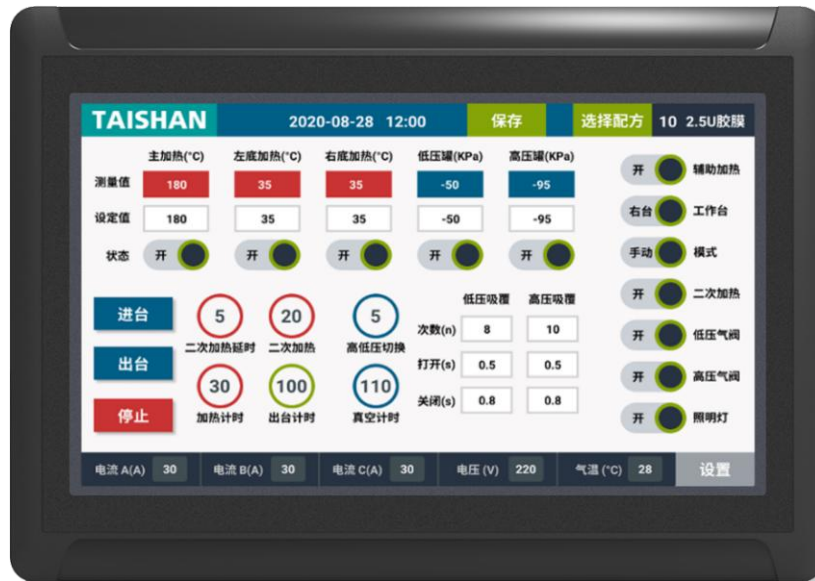 TAISHAN 2020-08-28 12:00 保存 选择配方 10 2.5U胶膜
主加热(°C) 左底加热(°C) 右底加热(°C) 低压罐(KPa) 高压罐(KPa)
测量值 180 35 35 -50 -95
设定值 180 35 35 -50 -95
状态 开 开 开 开 开
开 辅助加热
右台 工作台
手动 模式
开 二次加热
开 低压气阀
开 高压气阀
开 照明灯
进台
出台
停止
5 20 5
二次加热延时 二次加热 高低压切换
30 100 110
加热计时 出台计时 真空计时
低压吸覆 高压吸覆
次数(n) 8 10
打开(s) 0.5 0.5
关闭(s) 0.8 0.8
电流 A(A) 30 电流 B(A) 30 电流 C(A) 30 电压 (V) 220 气温 (°C) 28 设置